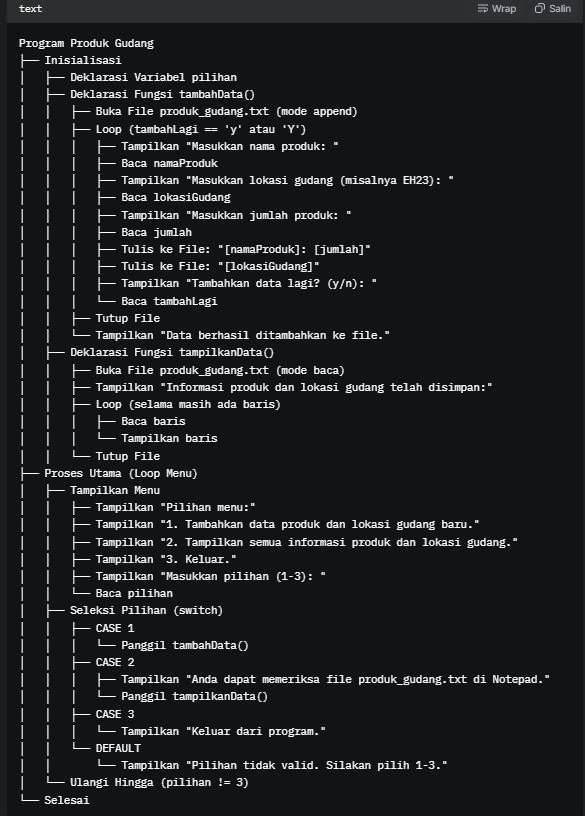 text
Wrap
Salin
Program Produk Gudang
├── Inisialisasi
│   ├── Deklarasi Variabel pilihan
│   ├── Deklarasi Fungsi tambahData()
│   │   ├── Buka File produk_gudang.txt (mode append)
│   │   ├── Loop (tambahLagi == 'y' atau 'Y')
│   │   │   ├── Tampilkan "Masukkan nama produk: "
│   │   │   ├── Baca namaProduk
│   │   │   ├── Tampilkan "Masukkan lokasi gudang (misalnya EH23): "
│   │   │   ├── Baca lokasiGudang
│   │   │   ├── Tampilkan "Masukkan jumlah produk: "
│   │   │   ├── Baca jumlah
│   │   │   ├── Tulis ke File: "[namaProduk]: [jumlah]"
│   │   │   ├── Tulis ke File: "[lokasiGudang]"
│   │   │   ├── Tampilkan "Tambahkan data lagi? (y/n): "
│   │   │   └── Baca tambahLagi
│   │   ├── Tutup File
│   │   └── Tampilkan "Data berhasil ditambahkan ke file."
│   ├── Deklarasi Fungsi tampilkanData()
│   │   ├── Buka File produk_gudang.txt (mode baca)
│   │   ├── Tampilkan "Informasi produk dan lokasi gudang telah disimpan:"
│   │   ├── Loop (selama masih ada baris)
│   │   │   ├── Baca baris
│   │   │   └── Tampilkan baris
│   │   └── Tutup File
├── Proses Utama (Loop Menu)
│   ├── Tampilkan Menu
│   │   ├── Tampilkan "Pilihan menu:"
│   │   ├── Tampilkan "1. Tambahkan data produk dan lokasi gudang baru."
│   │   ├── Tampilkan "2. Tampilkan semua informasi produk dan lokasi gudang."
│   │   ├── Tampilkan "3. Keluar."
│   │   ├── Tampilkan "Masukkan pilihan (1-3): "
│   │   └── Baca pilihan
│   ├── Seleksi Pilihan (switch)
│   │   ├── CASE 1
│   │   │   └── Panggil tambahData()
│   │   ├── CASE 2
│   │   │   ├── Tampilkan "Anda dapat memeriksa file produk_gudang.txt di Notepad."
│   │   │   └── Panggil tampilkanData()
│   │   ├── CASE 3
│   │   │   └── Tampilkan "Keluar dari program."
│   │   └── DEFAULT
│   │       └── Tampilkan "Pilihan tidak valid. Silakan pilih 1-3."
│   └── Ulangi Hingga (pilihan != 3)
└── Selesai